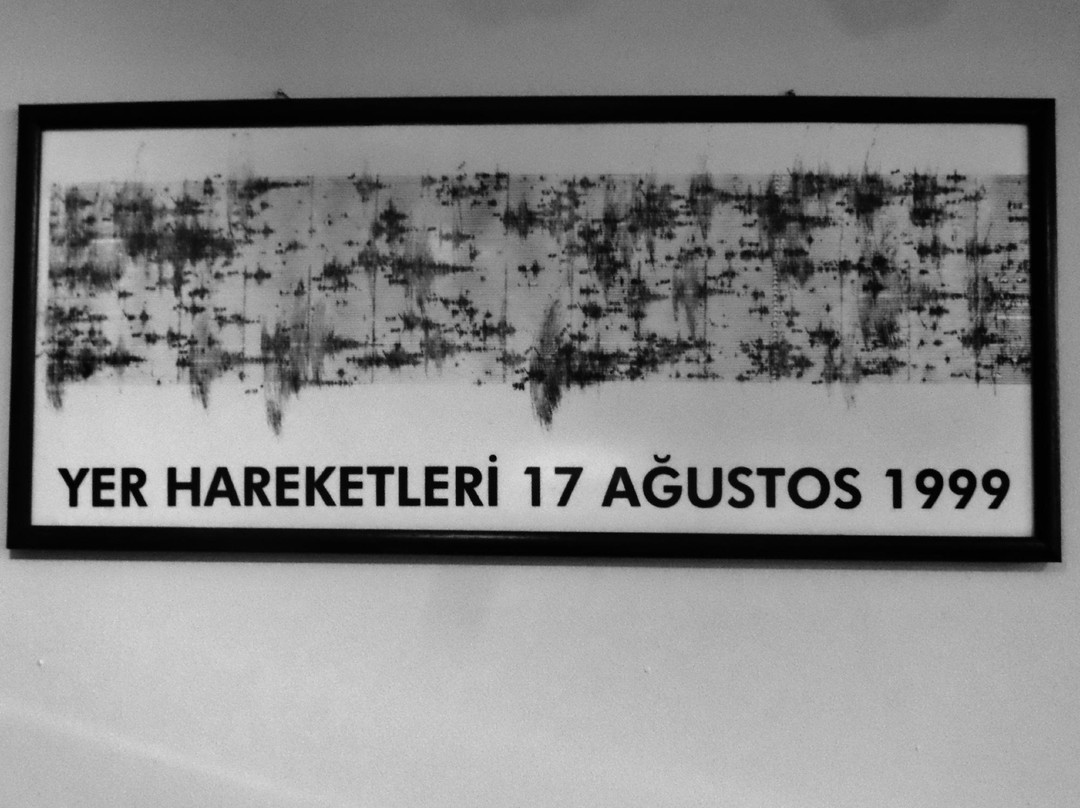 YER HAREKETLERİ 17 AĞUSTOS 1999